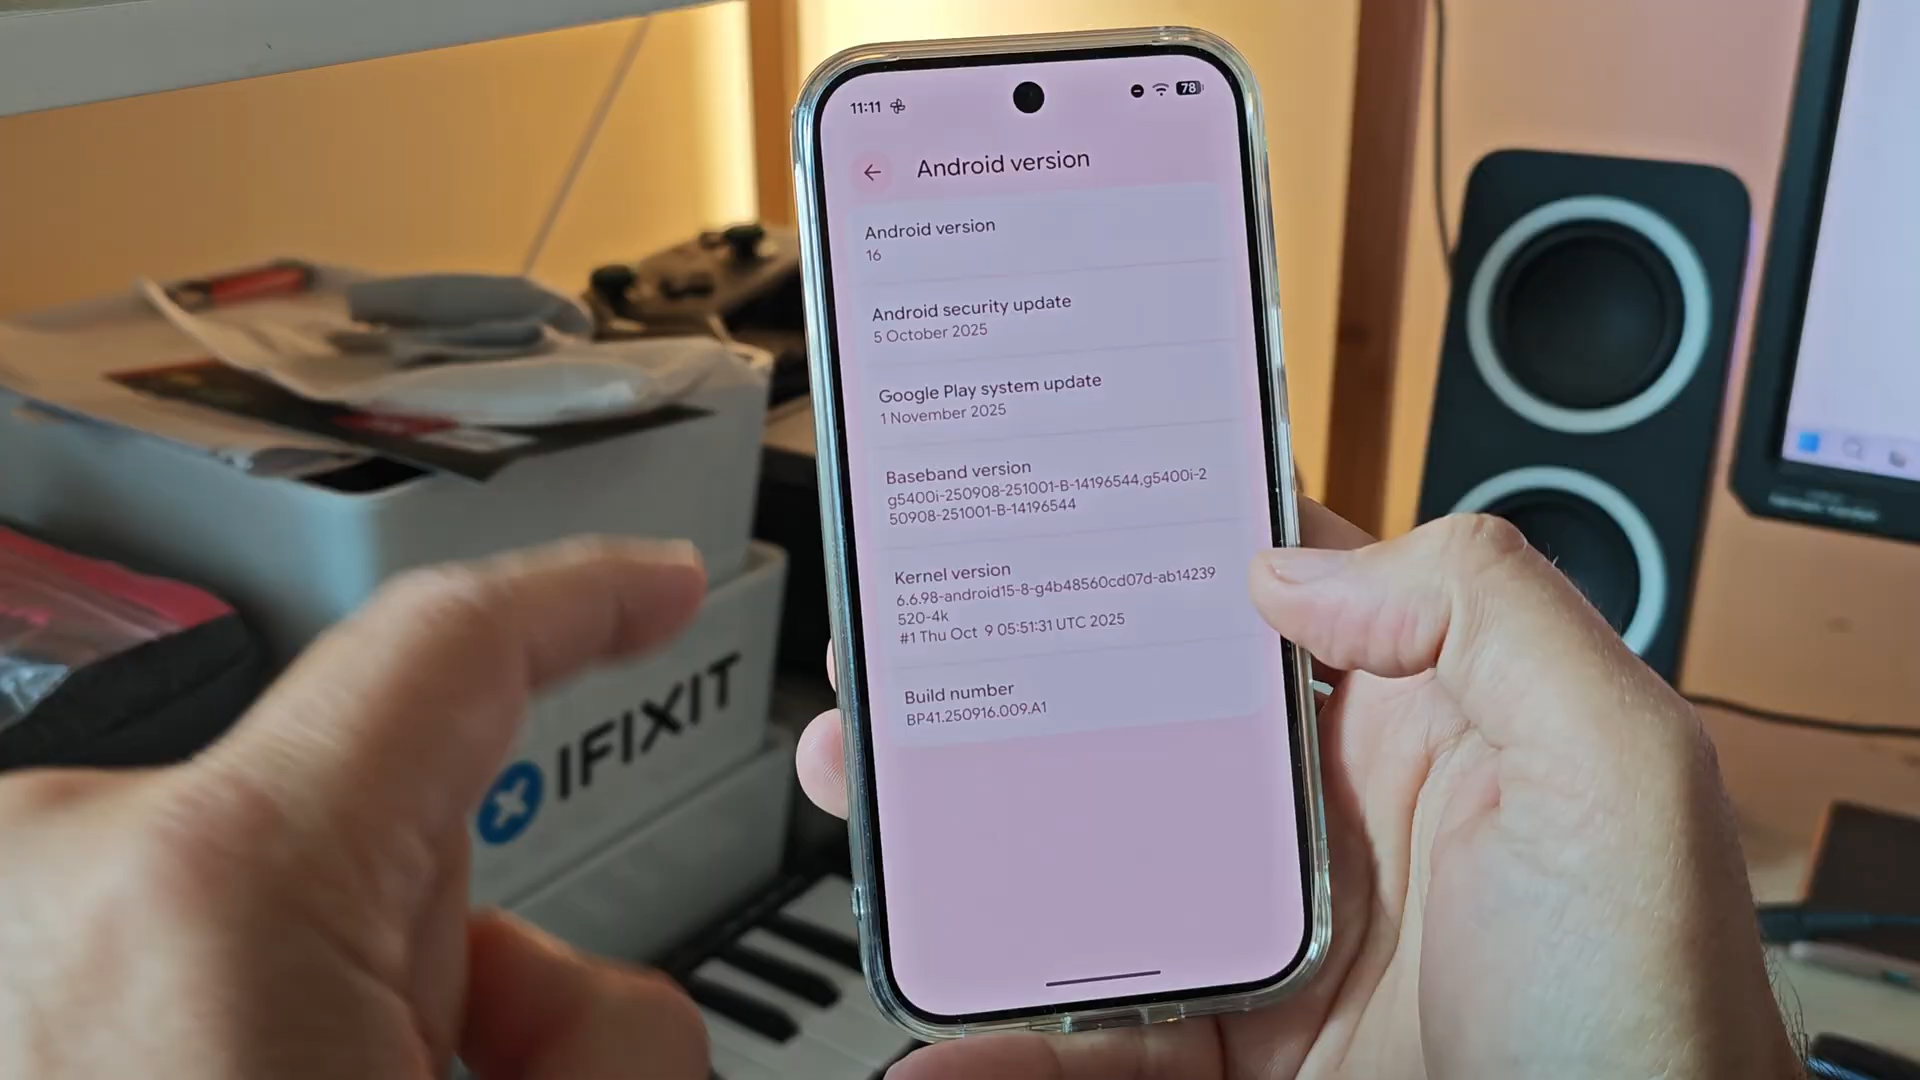 11:11
78
Android version
Android version
16
Android security update
5 October 2025
Google Play system update
1 November 2025
Baseband version
g5400i-250908-251001-B-14196544,g5400i-2
50908-251001-B-14196544
Kernel version
6.6.98-android15-8-g4b48560cd07d-ab14239
520-4k
#1 Thu Oct 9 05:51:31 UTC 2025
Build number
BP41.250916.009.A1
IFIXIT